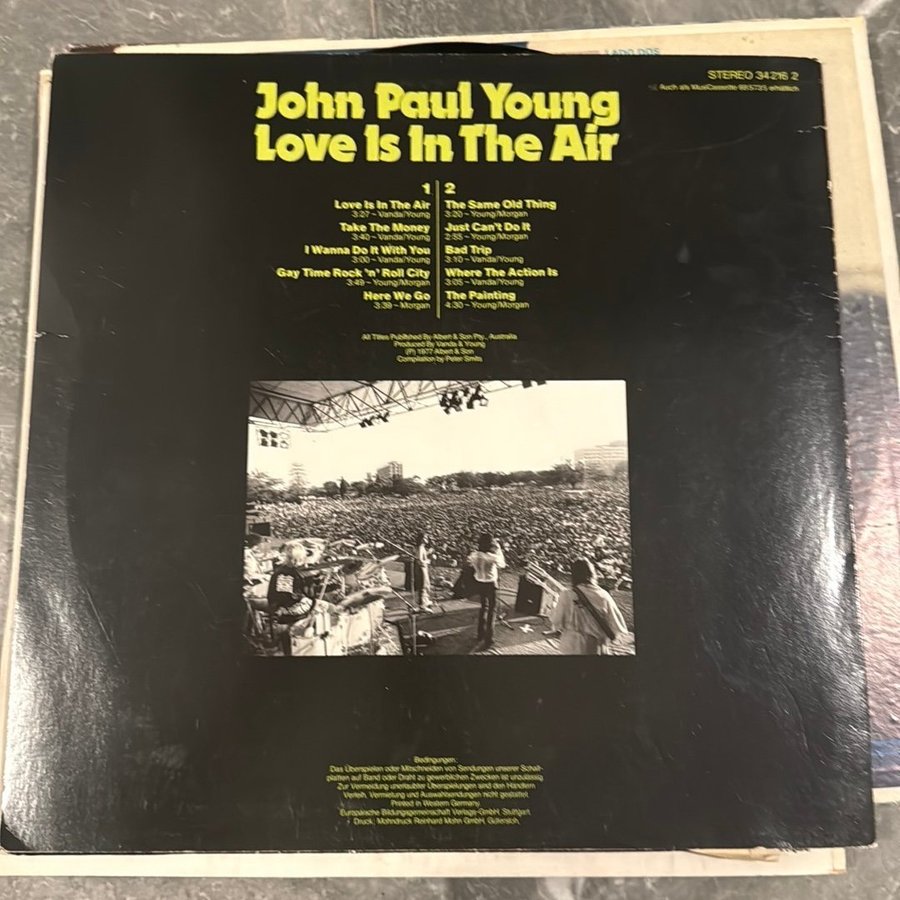 LADO DOS
STEREO 34 216 2
Auch als MusiCassette erhältlich
John Paul Young
Love Is In The Air
1
Love Is In The Air
3:27 – Vanda/Young
Take The Money
3:40 – Vanda/Young
I Wanna Do It With You
3:00 – Vanda/Young
Gay Time Rock 'n' Roll City
3:49 – Young/Morgan
Here We Go
3:39 – Morgan
2
The Same Old Thing
3:20 – Young/Morgan
Just Can't Do It
2:55 – Young/Morgan
Bad Trip
3:10 – Vanda/Young
Where The Action Is
3:05 – Vanda/Young
The Painting
4:30 – Young/Morgan
All Titles Published By Albert & Son Pty., Australia
Produced By Vanda & Young
(P) 1977 Albert & Son
Compilation by Peter Smits
Bedingungen:
Das Überspielen oder Mitschneiden von Sendungen unserer Schall-
platten auf Band oder Draht zu gewerblichen Zwecken ist unzulässig.
Zur Vermeidung unerlaubter Überspielungen sind den Händlern
Verleih, Vermietung und Auswahlsendungen nicht gestattet.
Printed in Western Germany
Europäische Bildungsgemeinschaft Verlags-GmbH, Stuttgart
Druck: Mohndruck Reinhard Mohn GmbH, Gütersloh